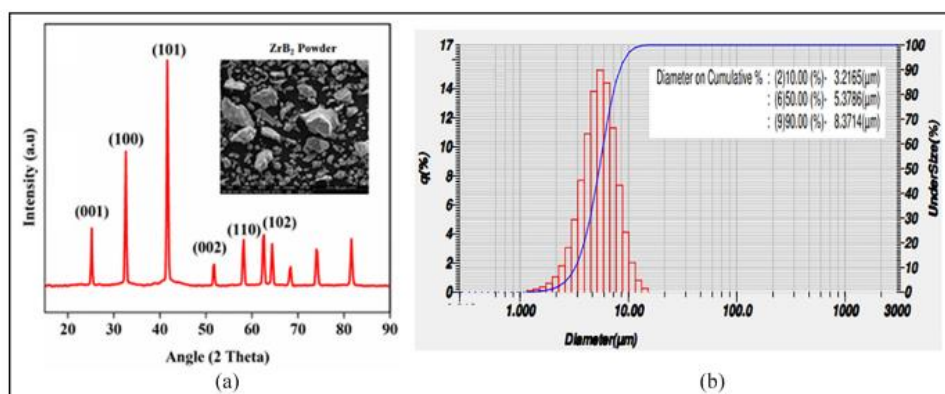 ZrB₂ Powder
(101)
(100)
(001)
(002)
(110)
(102)
Intensity (a.u)
20 30 40 50 60 70 80 90
Angle (2 Theta)
(a)
17
14
12
10
8
6
4
2
0
q(%)
Diameter on Cumulative % : (2)10.00 (%)- 3.2165(μm)
: (6)50.00 (%)- 5.3786(μm)
: (9)90.00 (%)- 8.3714(μm)
100
90
80
70
60
50
40
30
20
10
0
UnderSize(%)
1.000 10.00 100.0 1000 3000
Diameter(μm)
(b)